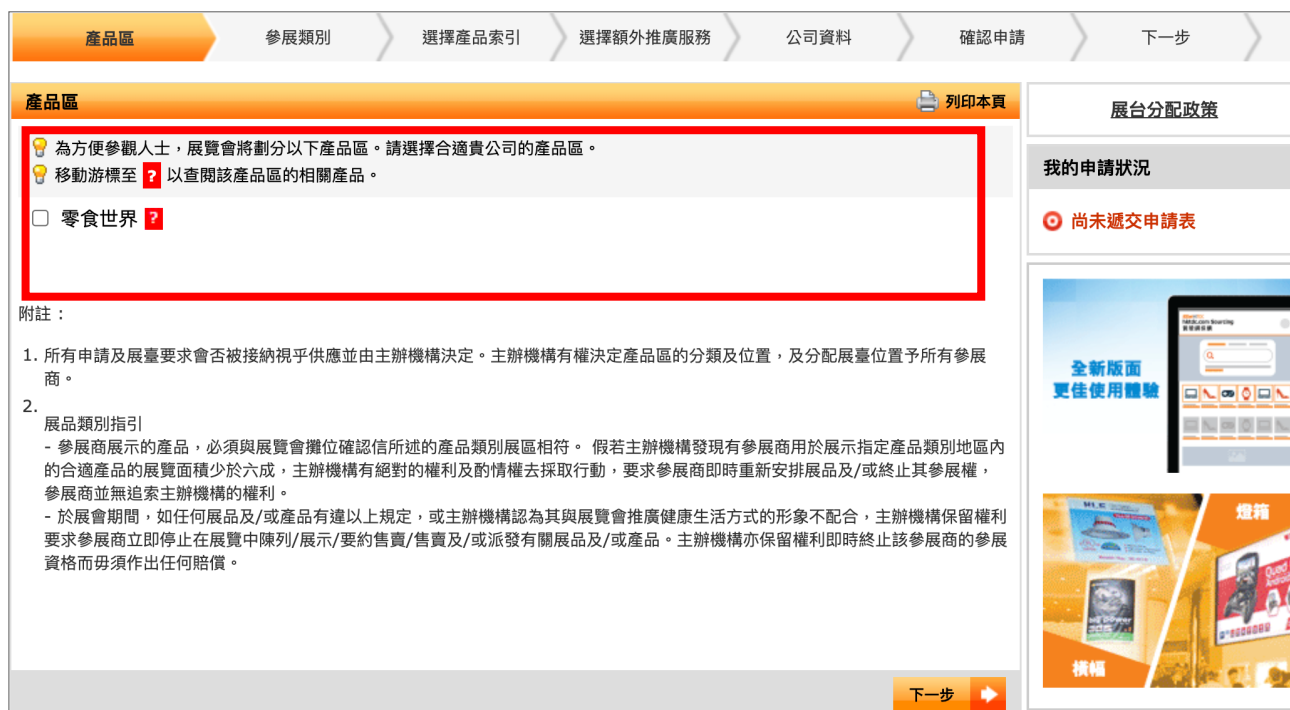 產品區
參展類別
選擇產品索引
選擇額外推廣服務
公司資料
確認申請
下一步
產品區
列印本頁
為方便參觀人士，展覽會將劃分以下產品區。請選擇合適貴公司的產品區。
移動游標至 ? 以查閱該產品區的相關產品。
零食世界 ?
附註：
1. 所有申請及展臺要求會否被接納視乎供應並由主辦機構決定。主辦機構有權決定產品區的分類及位置，及分配展臺位置予所有參展
商。
2.
展品類別指引
- 參展商展示的產品，必須與展覽會攤位確認信所述的產品類別展區相符。 假若主辦機構發現有參展商用於展示指定產品類別地區內
的合適產品的展覽面積少於六成，主辦機構有絕對的權利及酌情權去採取行動，要求參展商即時重新安排展品及/或終止其參展權，
參展商並無追索主辦機構的權利。
- 於展會期間，如任何展品及/或產品有違以上規定，或主辦機構認為其與展覽會推廣健康生活方式的形象不配合，主辦機構保留權利
要求參展商立即停止在展覽中陳列/展示/要約售賣/售賣及/或派發有關展品及/或產品。主辦機構亦保留權利即時終止該參展商的參展
資格而毋須作出任何賠償。
下一步
展台分配政策
我的申請狀況
尚未遞交申請表
全新版面
更佳使用體驗
hktdc.com Sourcing
燈箱
Quad
Android
big power
橫幅